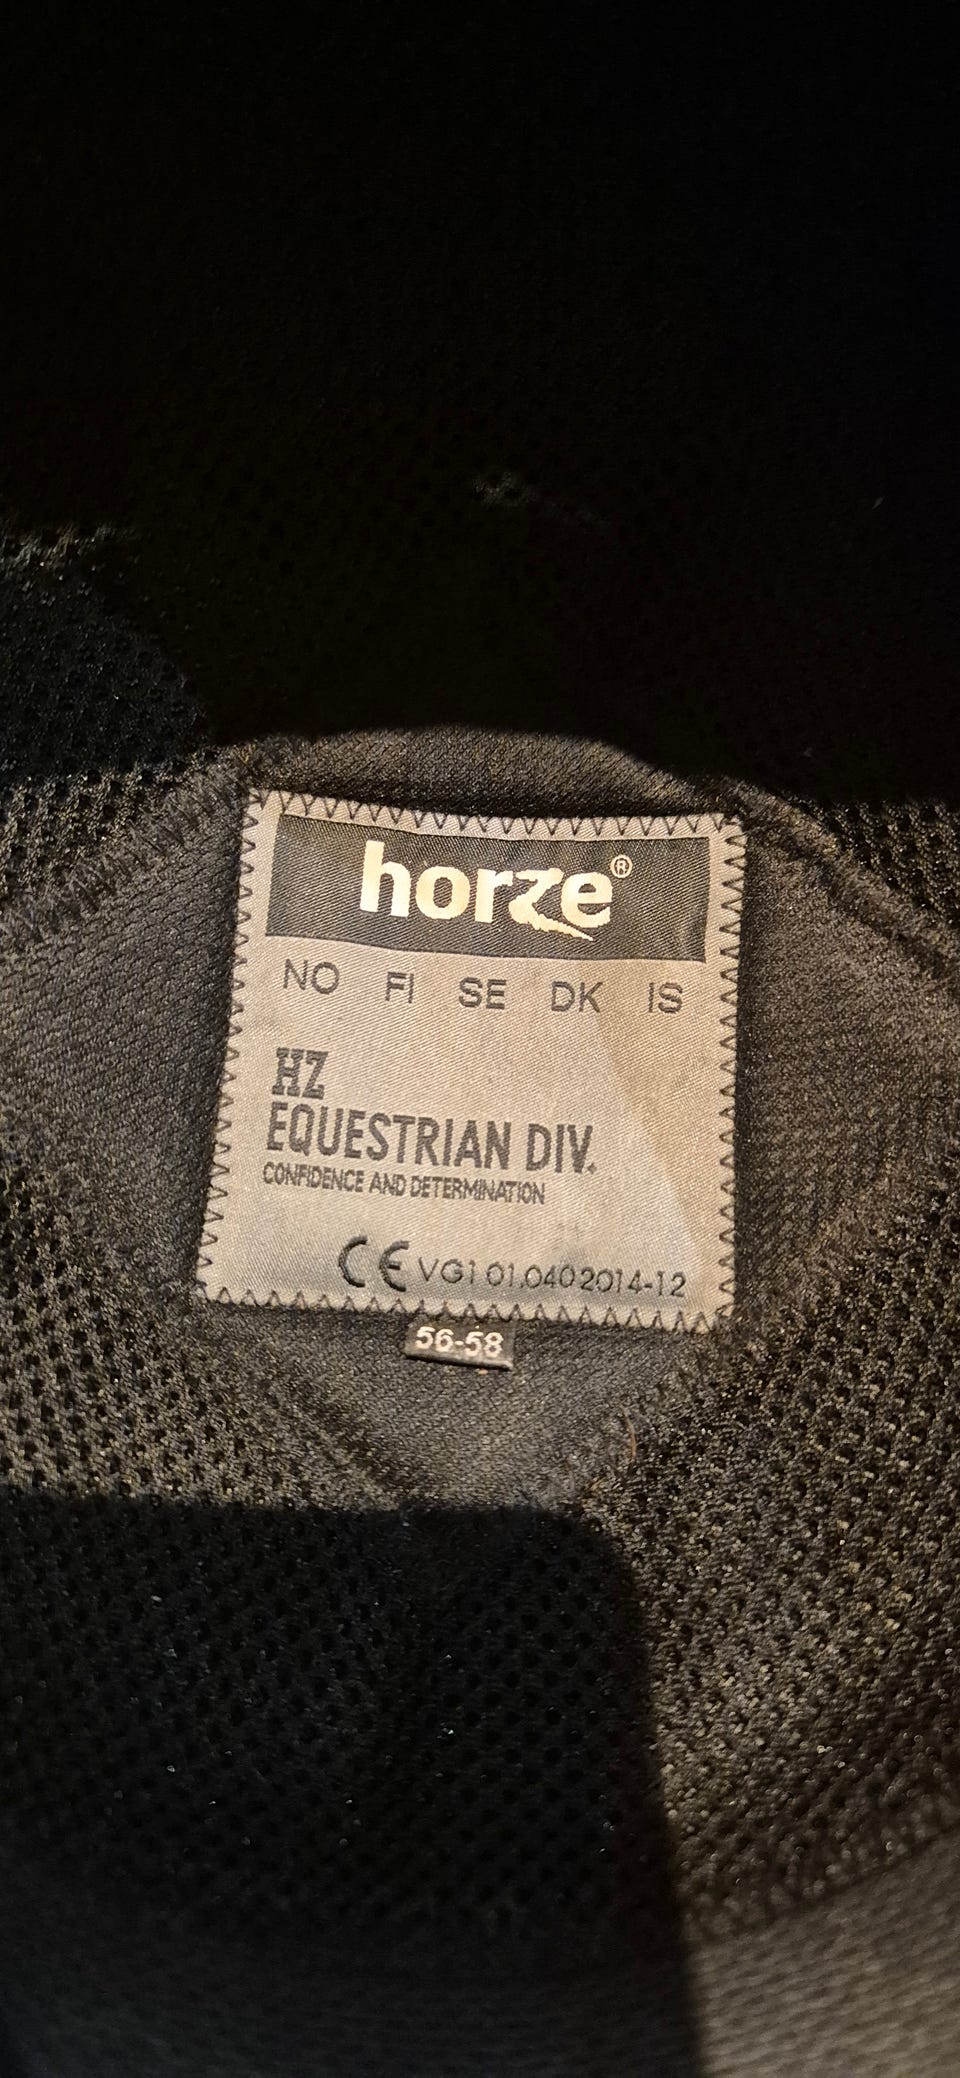 horze®
NO FI SE DK IS
HZ
EQUESTRIAN DIV.
CONFIDENCE AND DETERMINATION
CE VG1 01.040 2014-12
56-58